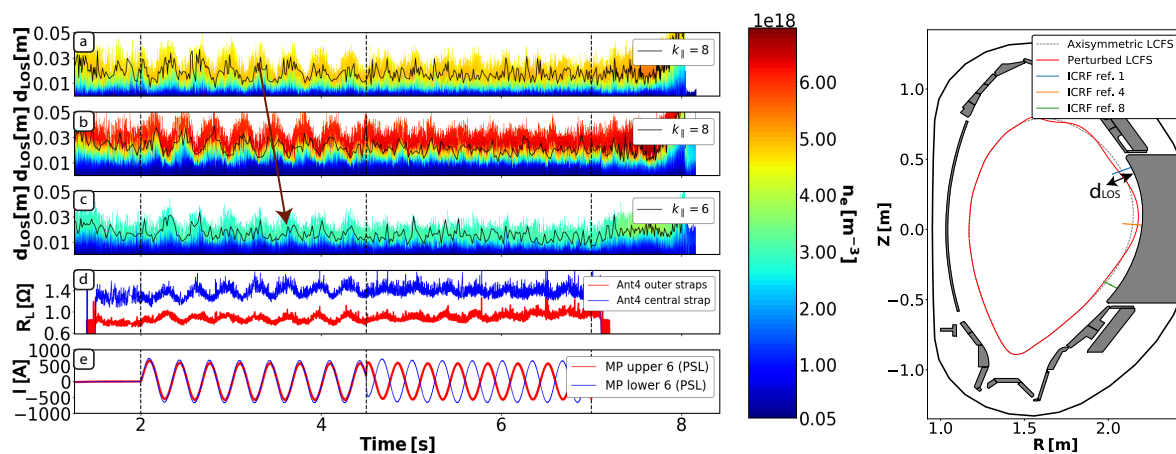 a
0.05
0.03
0.01
d_LOS [m]
k_∥ = 8
b
0.05
0.03
0.01
d_LOS [m]
k_∥ = 8
c
0.05
0.03
0.01
d_LOS [m]
k_∥ = 6
d
1.4
1.0
0.6
R_L [Ω]
Ant4 outer straps
Ant4 central strap
e
1000
500
0
−500
−1000
I [A]
MP upper 6 (PSL)
MP lower 6 (PSL)
2 4 6 8
Time [s]
1e18
6.00
5.00
4.00
3.00
2.00
1.00
0.05
n_e [m⁻³]
Axisymmetric LCFS
Perturbed LCFS
ICRF ref. 1
ICRF ref. 4
ICRF ref. 8
d_LOS
1.0
0.5
0.0
−0.5
−1.0
Z [m]
1.0 1.5 2.0
R [m]